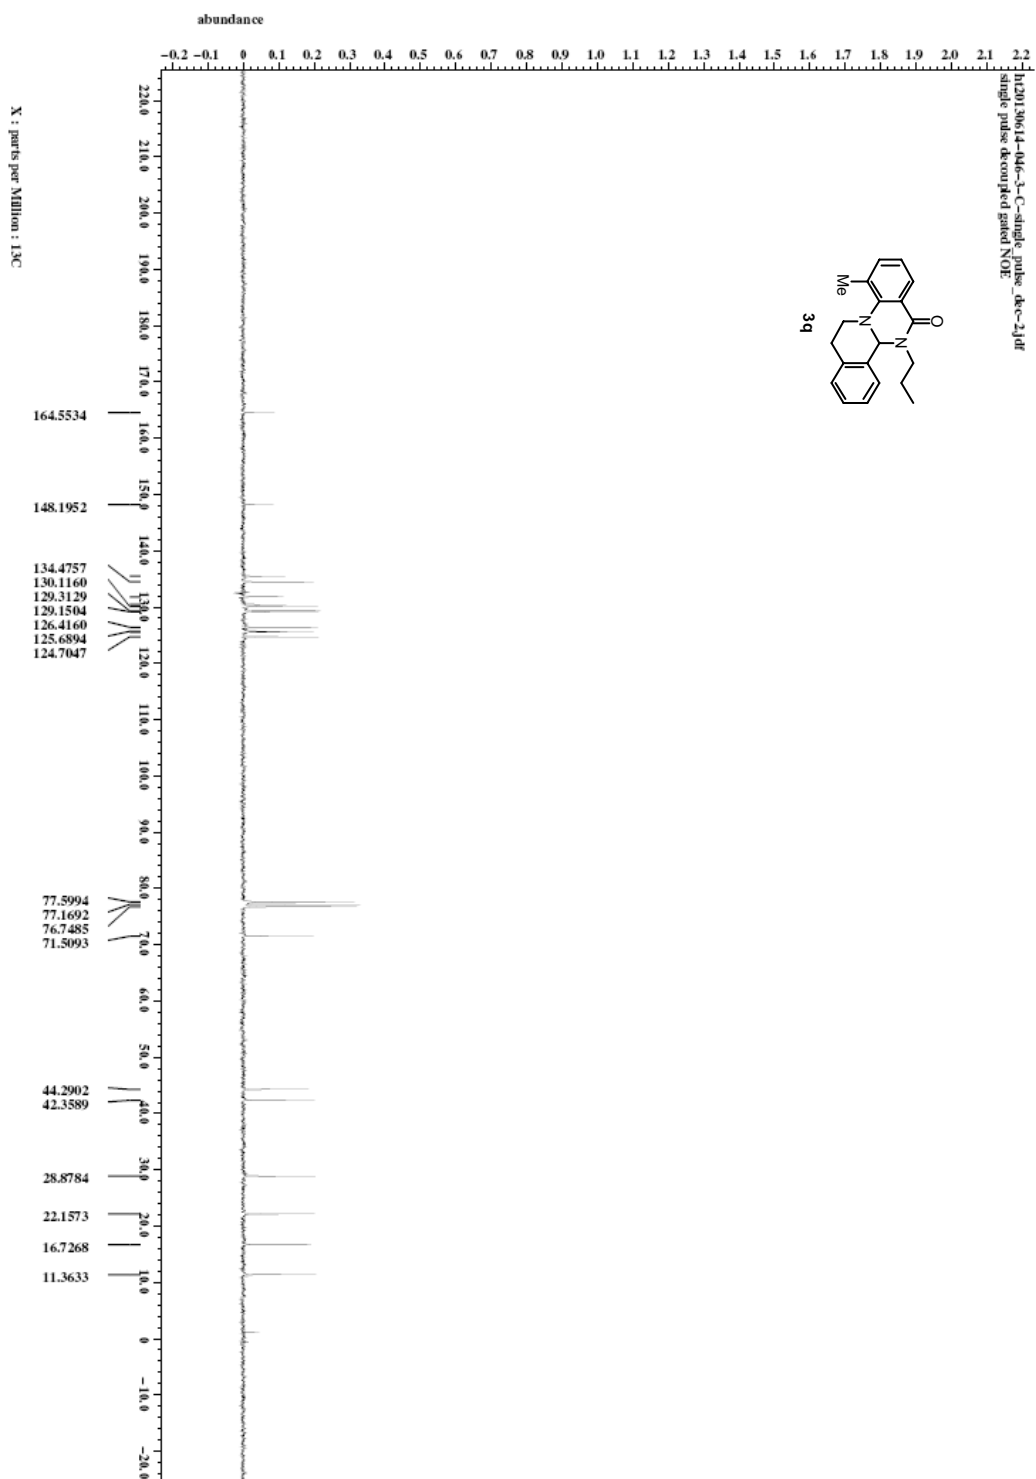 abundance
-0.2 -0.1 0 0.1 0.2 0.3 0.4 0.5 0.6 0.7 0.8 0.9 1.0 1.1 1.2 1.3 1.4 1.5 1.6 1.7 1.8 1.9 2.0 2.1 2.2
ht20130614-046-3-C-single_pulse_dec-2.jdf
single pulse decoupled gated NOE
O
Me
N
N
3q
220.0 210.0 200.0 190.0 180.0 170.0 160.0 150.0 140.0 130.0 120.0 110.0 100.0 90.0 80.0 70.0 60.0 50.0 40.0 30.0 20.0 10.0 0 -10.0 -20.0
X : parts per Million : 13C
164.5534
148.1952
134.4757
130.1160
129.3129
129.1504
126.4160
125.6894
124.7047
77.5994
77.1692
76.7485
71.5093
44.2902
42.3589
28.8784
22.1573
16.7268
11.3633